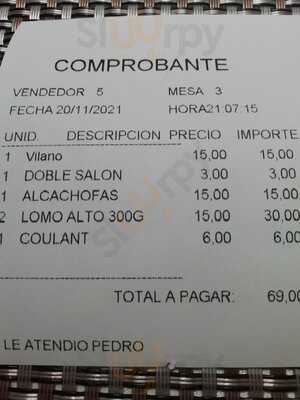 Sluurpy
COMPROBANTE
VENDEDOR 5 MESA 3
FECHA 20/11/2021 HORA21:07:15
UNID. DESCRIPCION PRECIO IMPORTE
1 Vilano 15,00 15,00
1 DOBLE SALON 3,00 3,00
1 ALCACHOFAS 15,00 15,00
2 LOMO ALTO 300G 15,00 30,00
1 COULANT 6,00 6,00
TOTAL A PAGAR: 69,00
LE ATENDIO PEDRO